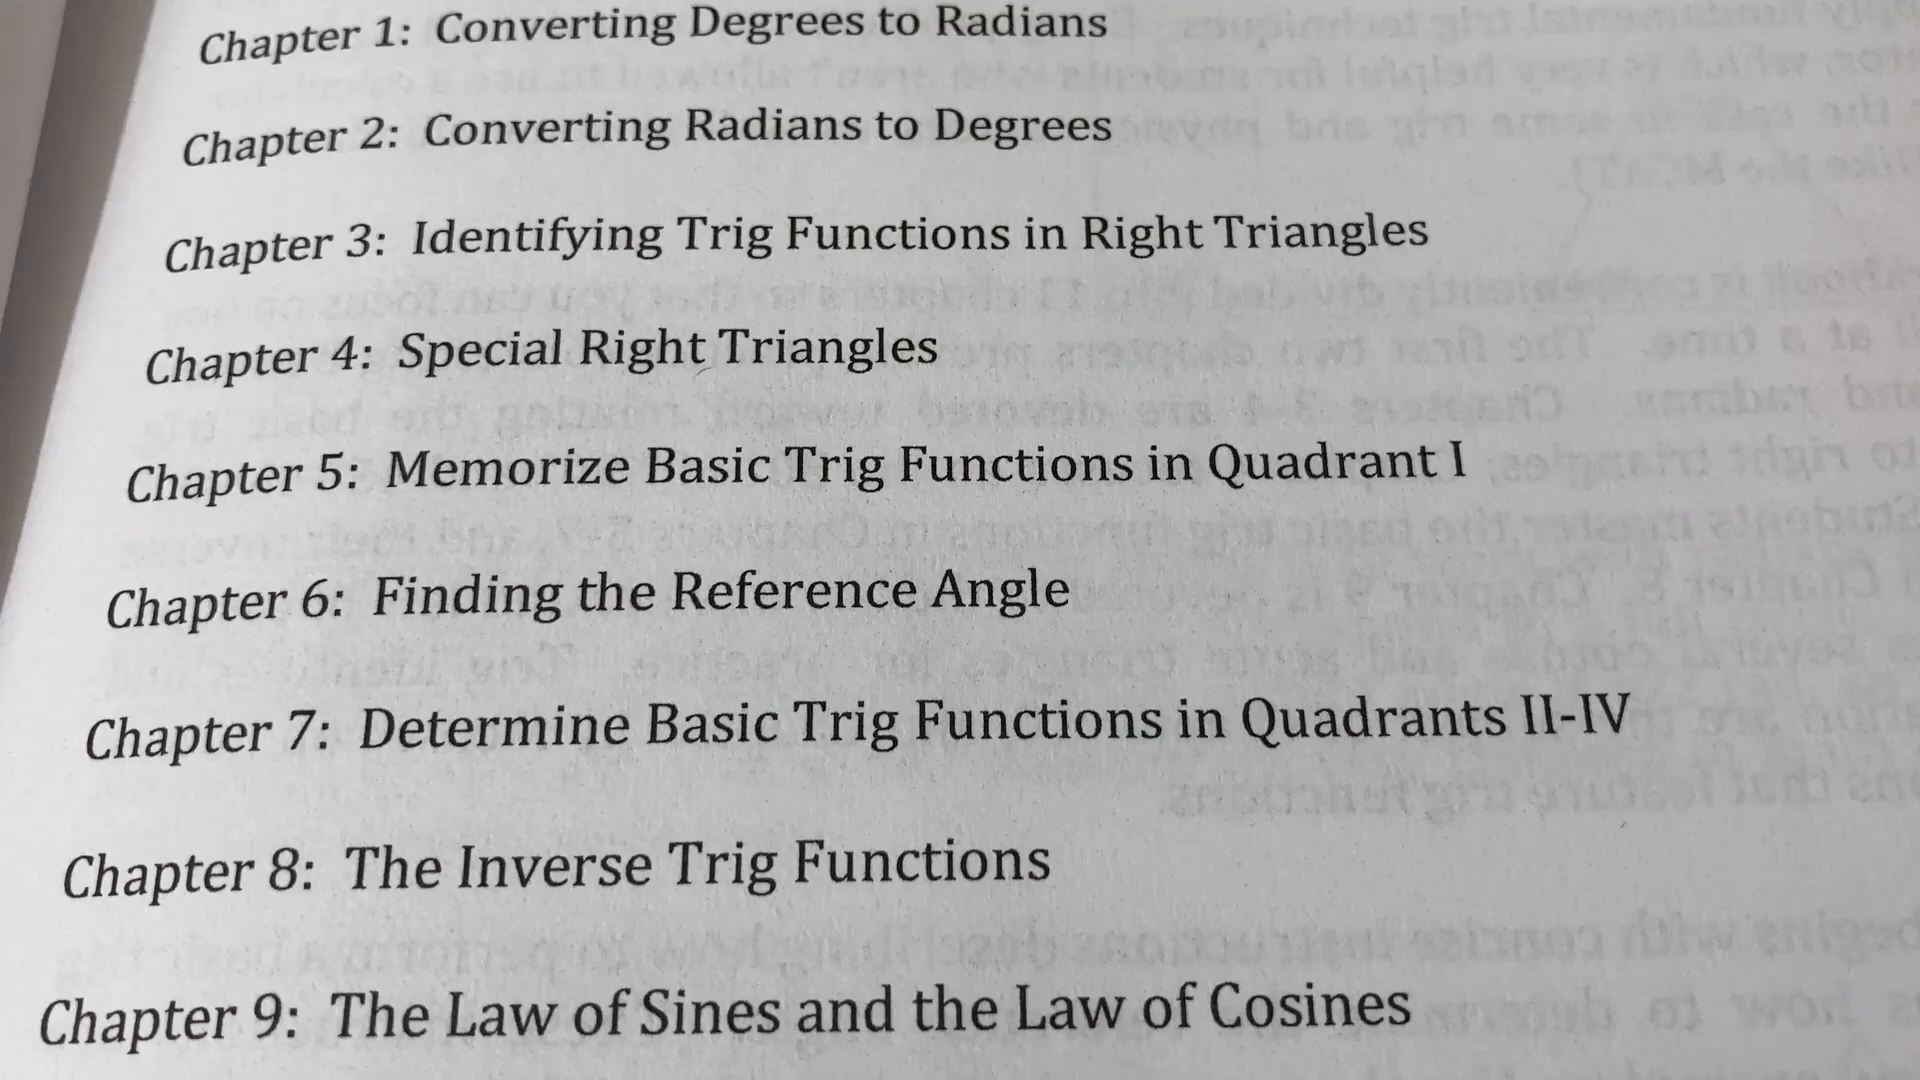 Chapter 1: Converting Degrees to Radians
Chapter 2: Converting Radians to Degrees
Chapter 3: Identifying Trig Functions in Right Triangles
Chapter 4: Special Right Triangles
Chapter 5: Memorize Basic Trig Functions in Quadrant I
Chapter 6: Finding the Reference Angle
Chapter 7: Determine Basic Trig Functions in Quadrants II-IV
Chapter 8: The Inverse Trig Functions
Chapter 9: The Law of Sines and the Law of Cosines